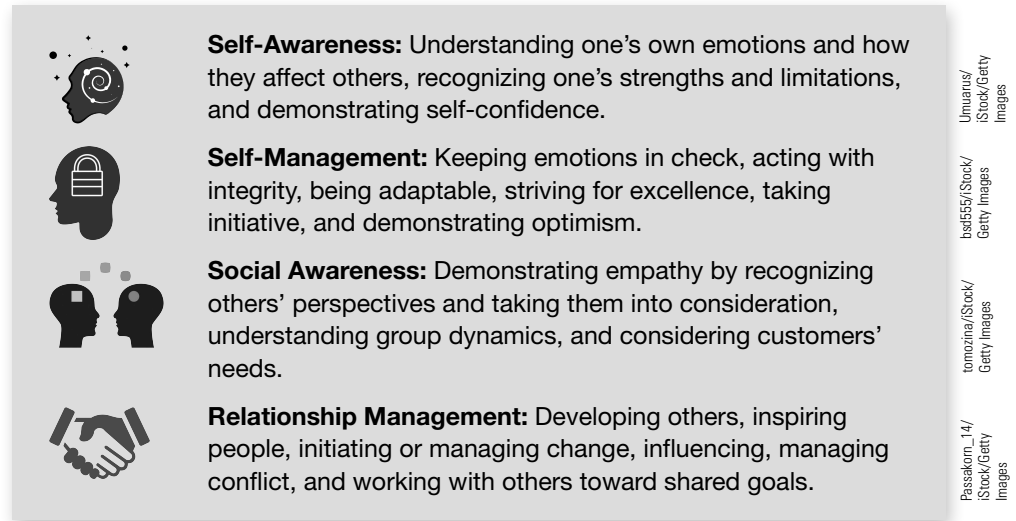 Self-Awareness: Understanding one’s own emotions and how
they affect others, recognizing one’s strengths and limitations,
and demonstrating self-confidence.
Umuarus/
iStock/Getty
Images
Self-Management: Keeping emotions in check, acting with
integrity, being adaptable, striving for excellence, taking
initiative, and demonstrating optimism.
bsd555/iStock/
Getty Images
Social Awareness: Demonstrating empathy by recognizing
others’ perspectives and taking them into consideration,
understanding group dynamics, and considering customers’
needs.
tomozina/iStock/
Getty Images
Relationship Management: Developing others, inspiring
people, initiating or managing change, influencing, managing
conflict, and working with others toward shared goals.
Passakorn_14/
iStock/Getty
Images